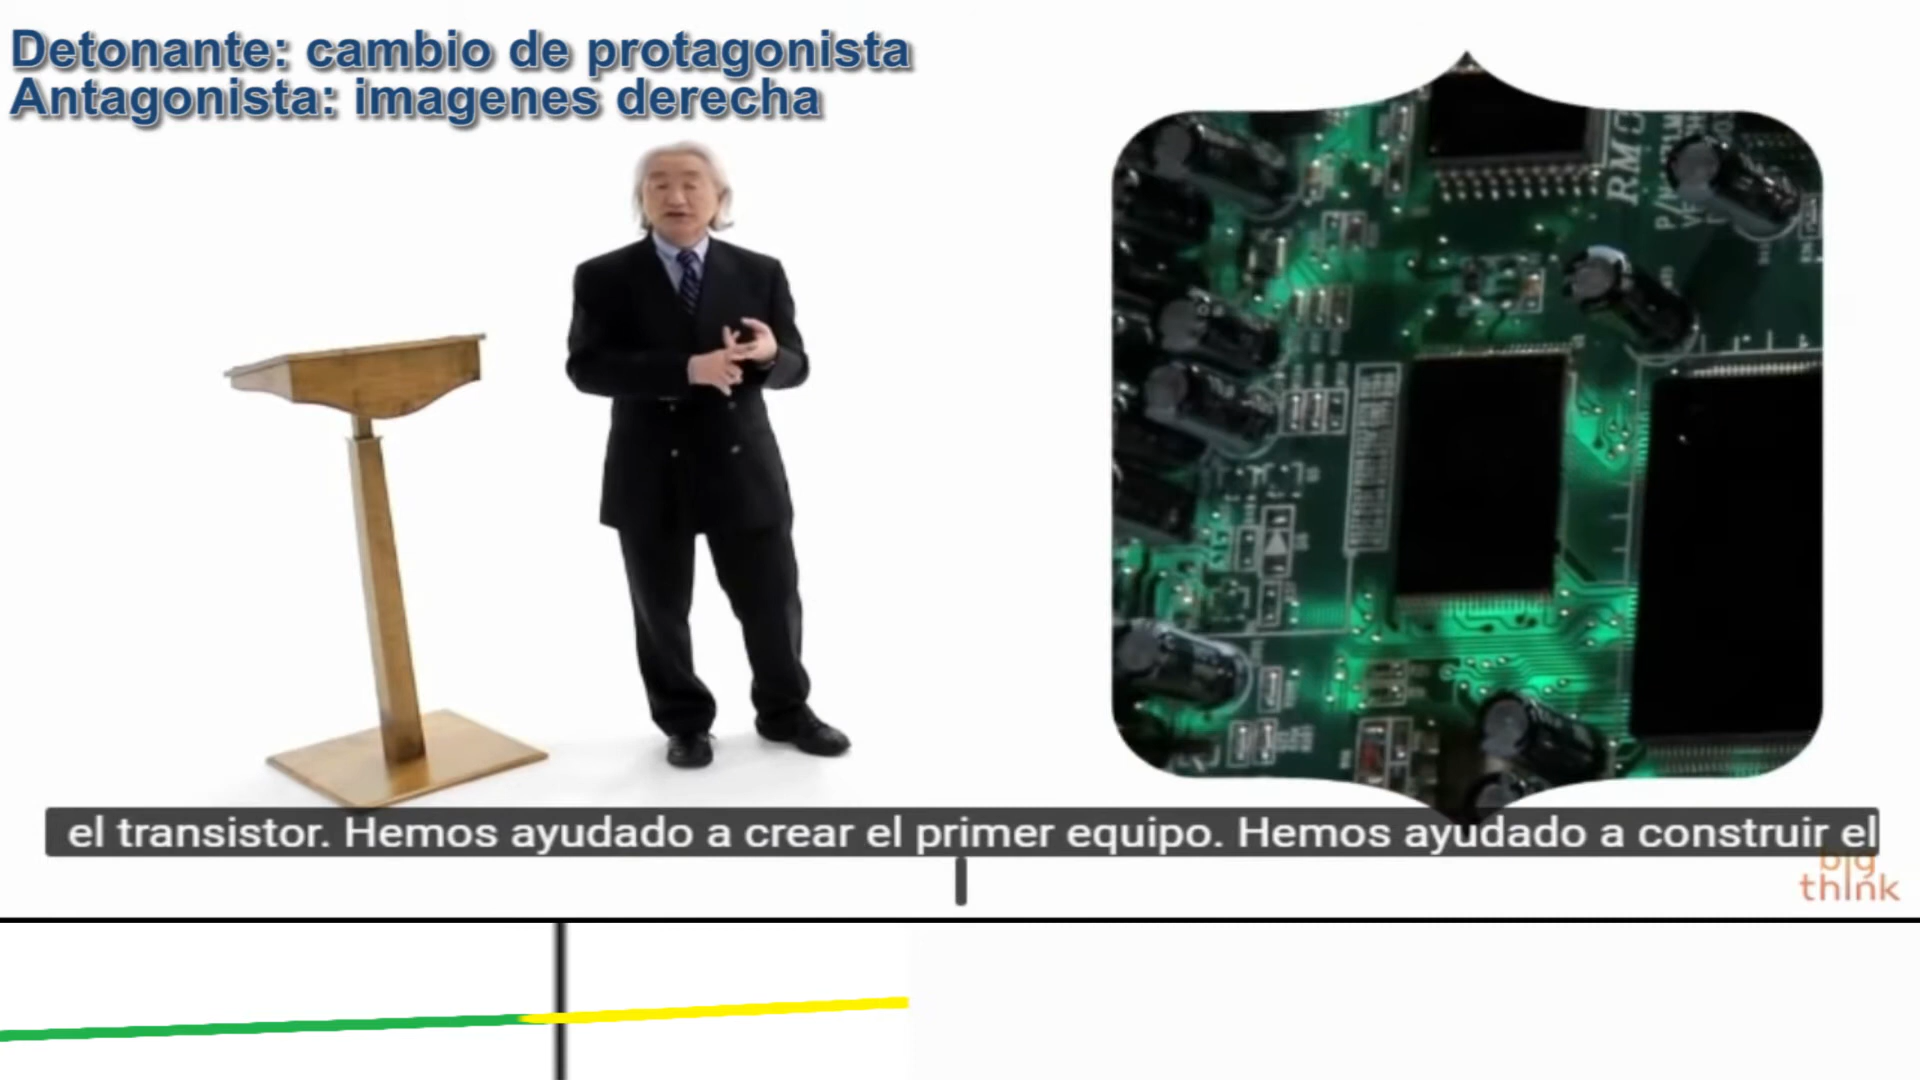 Detonante: cambio de protagonista
Antagonista: imagenes derecha
RMC
el transistor. Hemos ayudado a crear el primer equipo. Hemos ayudado a construir el
big
think